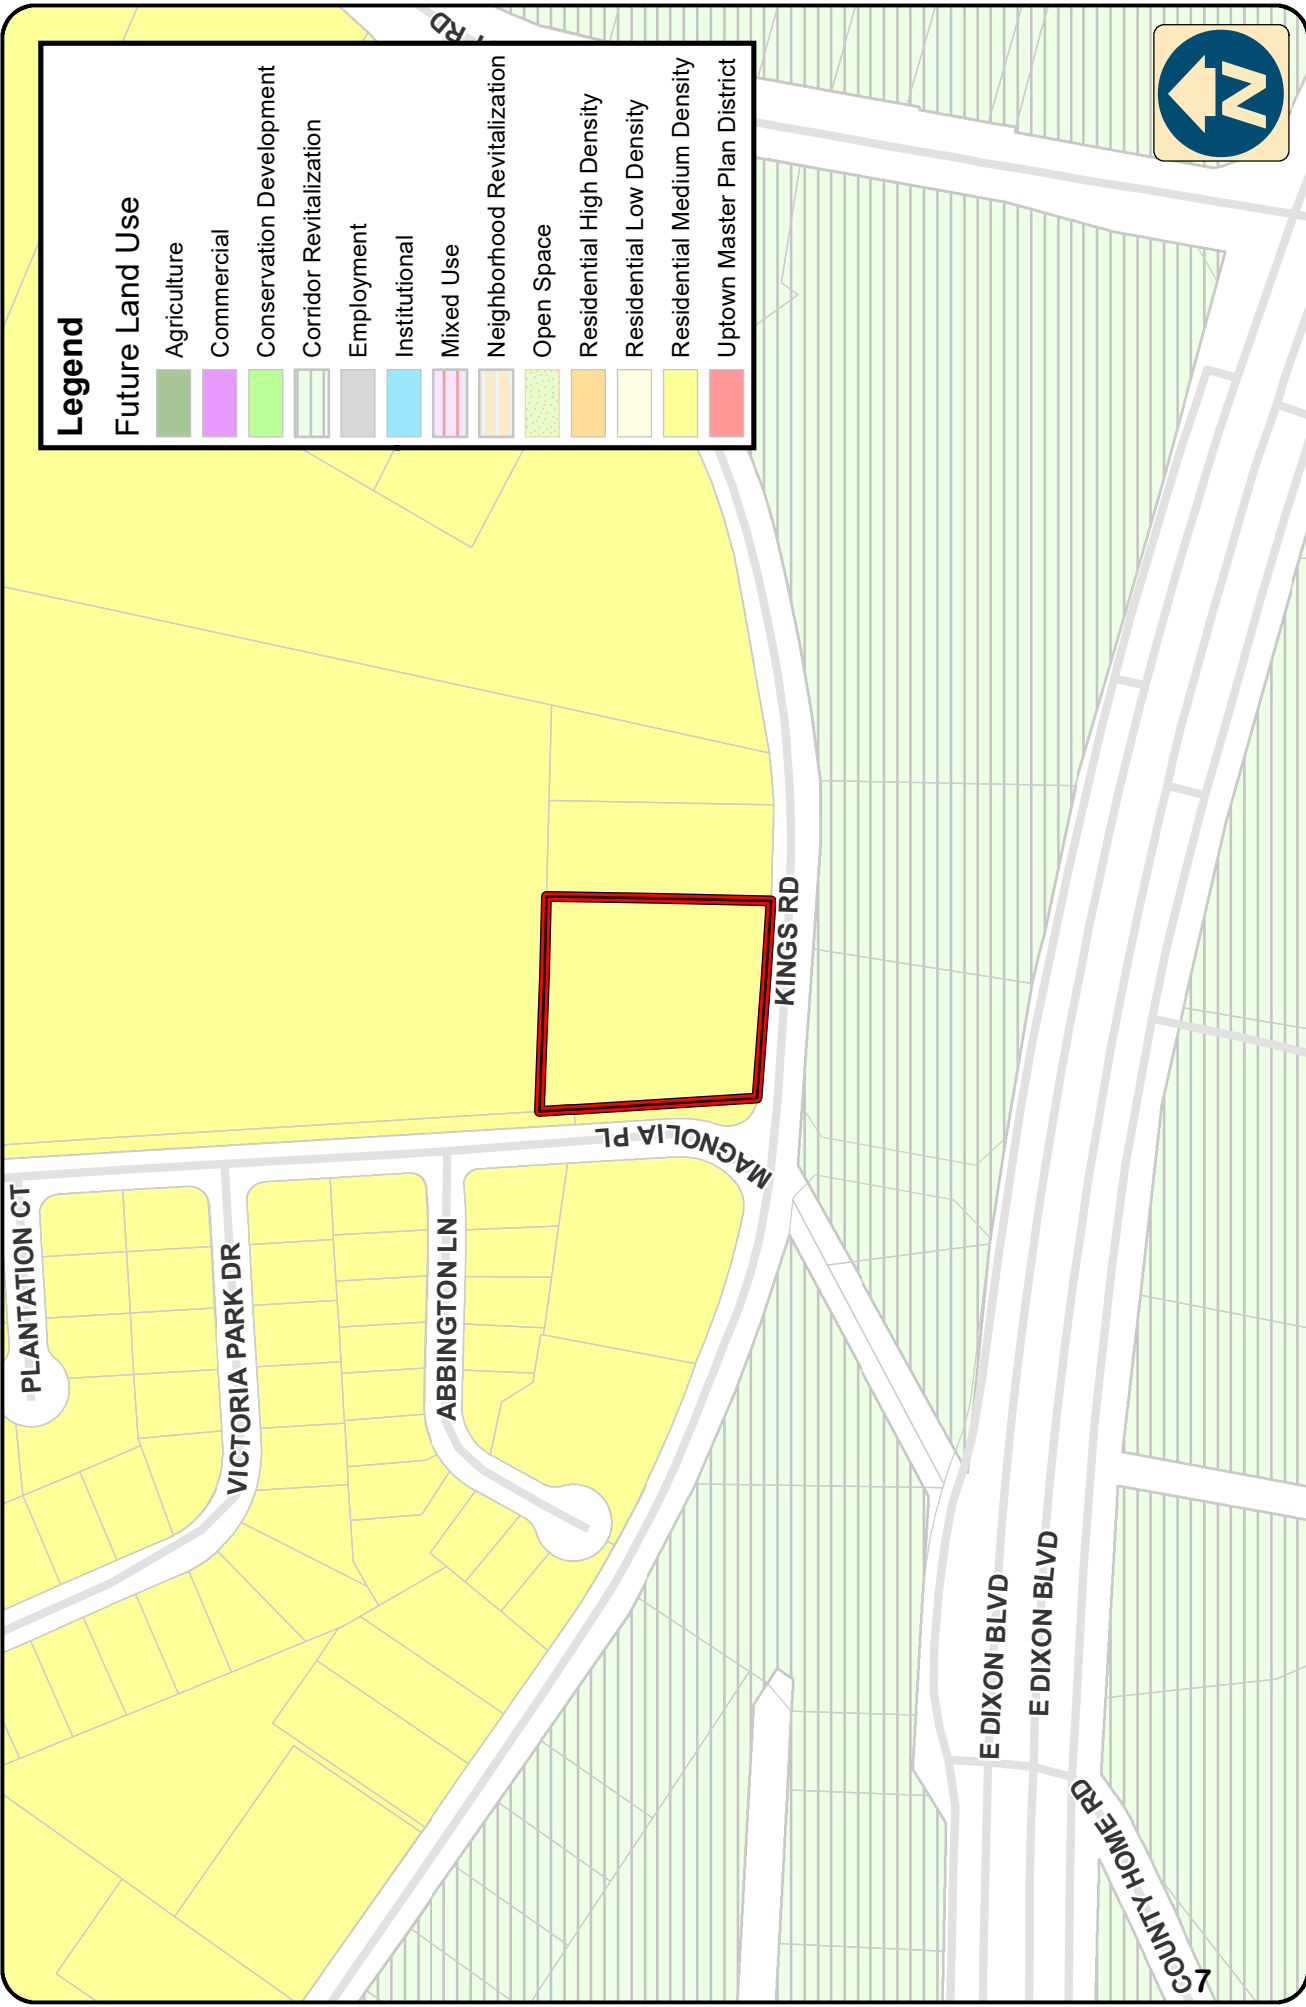 Legend
Future Land Use
Agriculture
Commercial
Conservation Development
Corridor Revitalization
Employment
Institutional
Mixed Use
Neighborhood Revitalization
Open Space
Residential High Density
Residential Low Density
Residential Medium Density
Uptown Master Plan District
RD
N
PLANTATION CT
VICTORIA PARK DR
ABBINGTON LN
MAGNOLIA PL
KINGS RD
E DIXON BLVD
E DIXON BLVD
COUNTY HOME RD
7